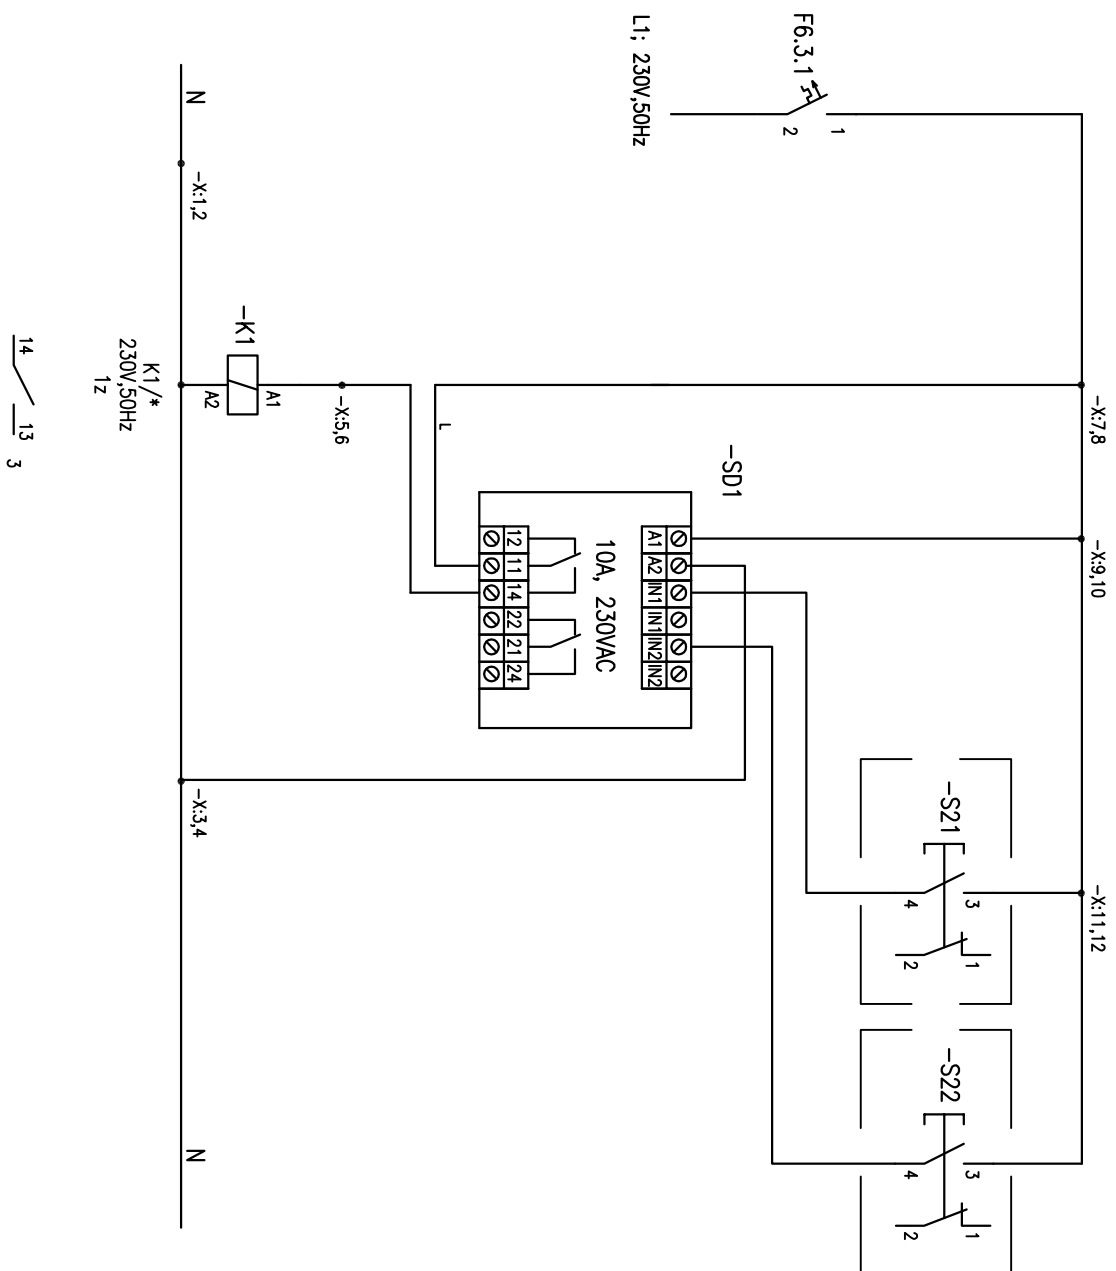 F6.3.1
1
2
L1; 230V,50Hz
-X:7,8
-X:9,10
-X:11,12
-S21
3
4
1
2
-S22
3
4
1
2
-SD1
A1
A2
IN1
IN1
IN2
IN2
10A, 230VAC
12
11
14
22
21
24
L
-X:5,6
-K1
A1
A2
N
-X:1,2
-X:3,4
N
K1/*
230V,50Hz
1z
14
13
3